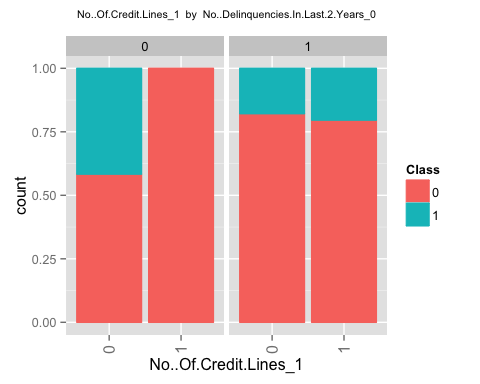 No..Of.Credit.Lines_1 by No..Delinquencies.In.Last.2.Years_0
0 1
1.00
0.75
0.50
0.25
0.00
count
0 1 0 1
No..Of.Credit.Lines_1
Class
0
1